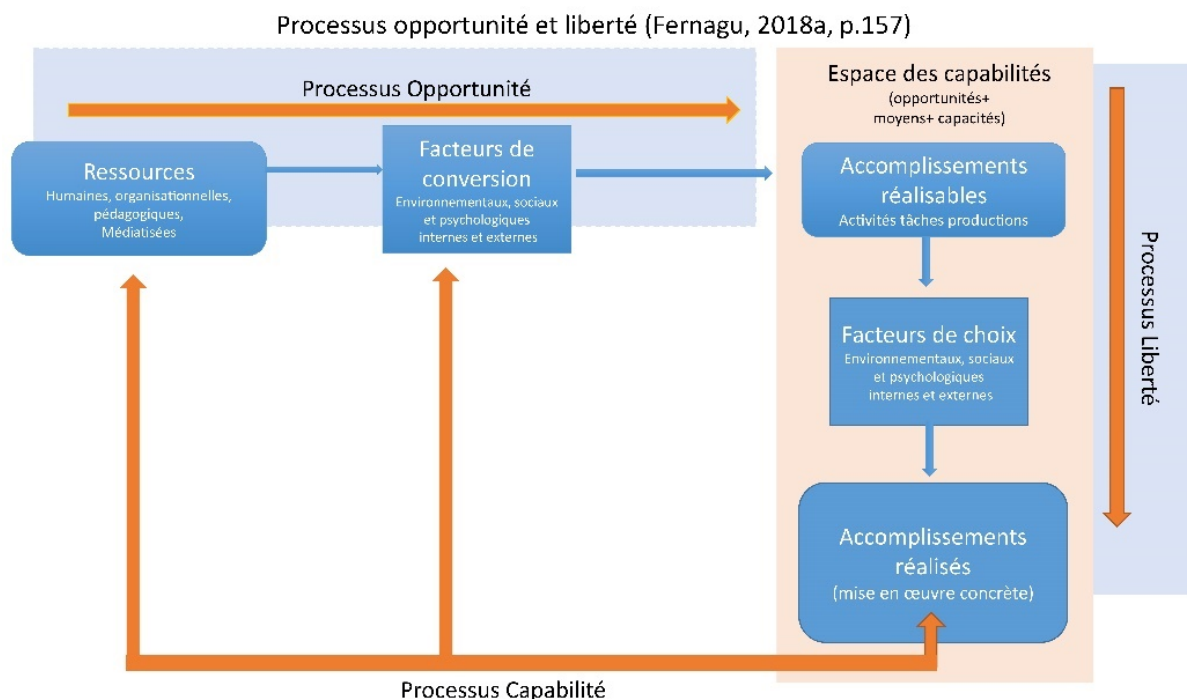 Processus opportunité et liberté (Fernagu, 2018a, p.157)
Processus Opportunité
Ressources
Humaines, organisationnelles,
pédagogiques,
Médiatisées
Facteurs de
conversion
Environnementaux, sociaux
et psychologiques
internes et externes
Espace des capabilités
(opportunités+
moyens+ capacités)
Accomplissements
réalisables
Activités tâches productions
Facteurs de choix
Environnementaux, sociaux
et psychologiques
internes et externes
Accomplissements
réalisés
(mise en œuvre concrète)
Processus Liberté
Processus Capabilité